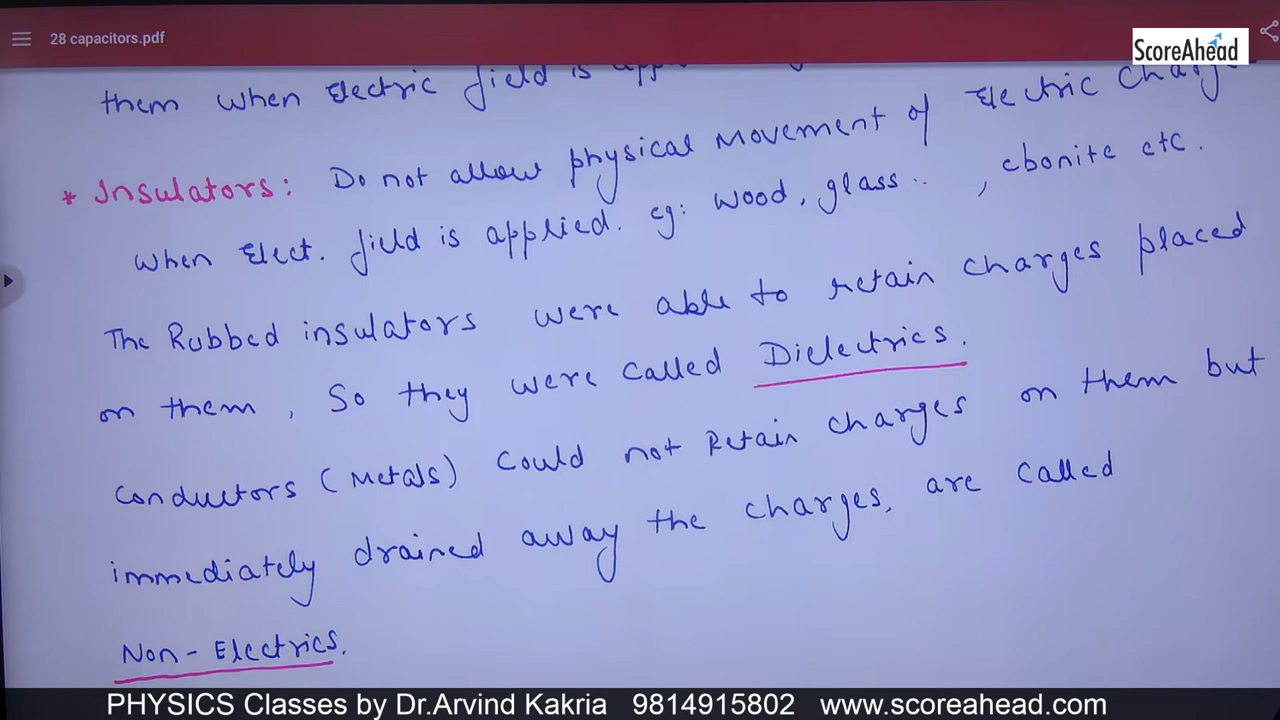 28 capacitors.pdf
ScoreAhead
them when Electric field is
* Insulators: Do not allow physical movement of Electric Charge
when Elect. field is applied. eg: wood, glass .. , ebonite etc.
The Rubbed insulators were able to retain charges placed
on them, So they were called Dielectrics.
Conductors (Metals) could not Retain charges on them but
immediately drained away the charges, are called
Non-Electrics.
PHYSICS Classes by Dr.Arvind Kakria 9814915802 www.scoreahead.com